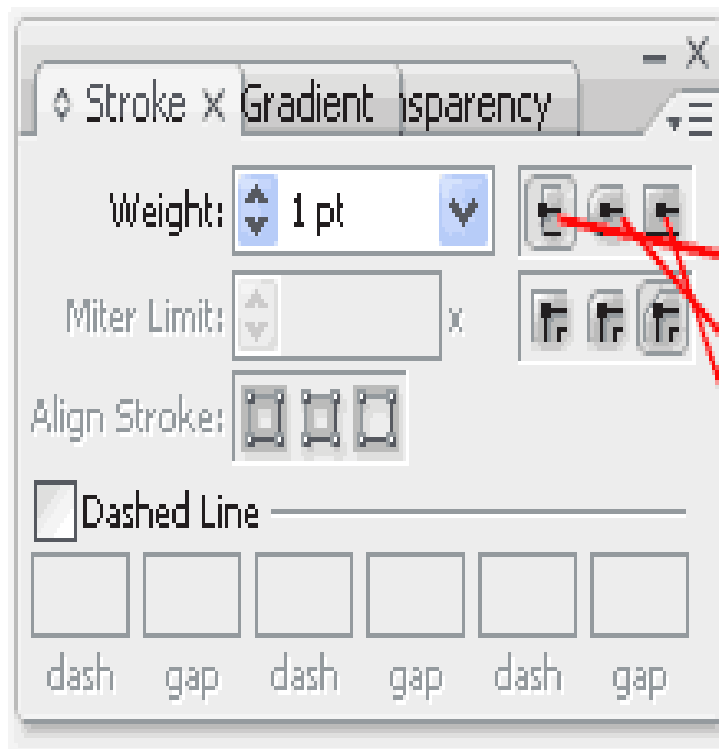 Stroke x Gradient nsparency
Weight: 1 pt
Miter Limit: x
Align Stroke:
Dashed Line
dash gap dash gap dash gap